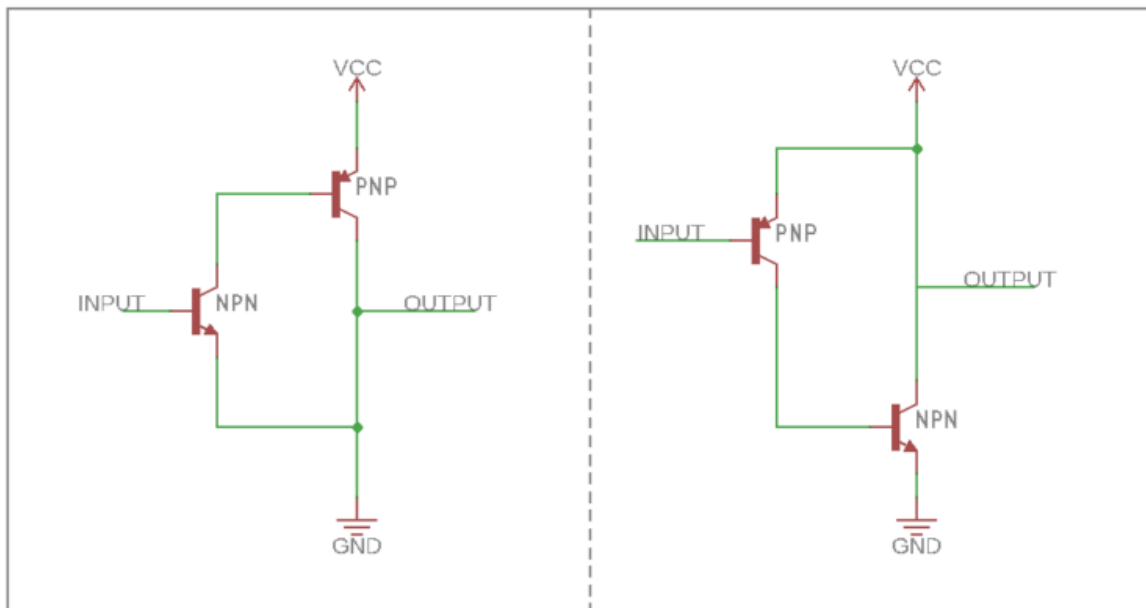 VCC
PNP
INPUT
NPN
OUTPUT
GND
VCC
INPUT
PNP
OUTPUT
NPN
GND